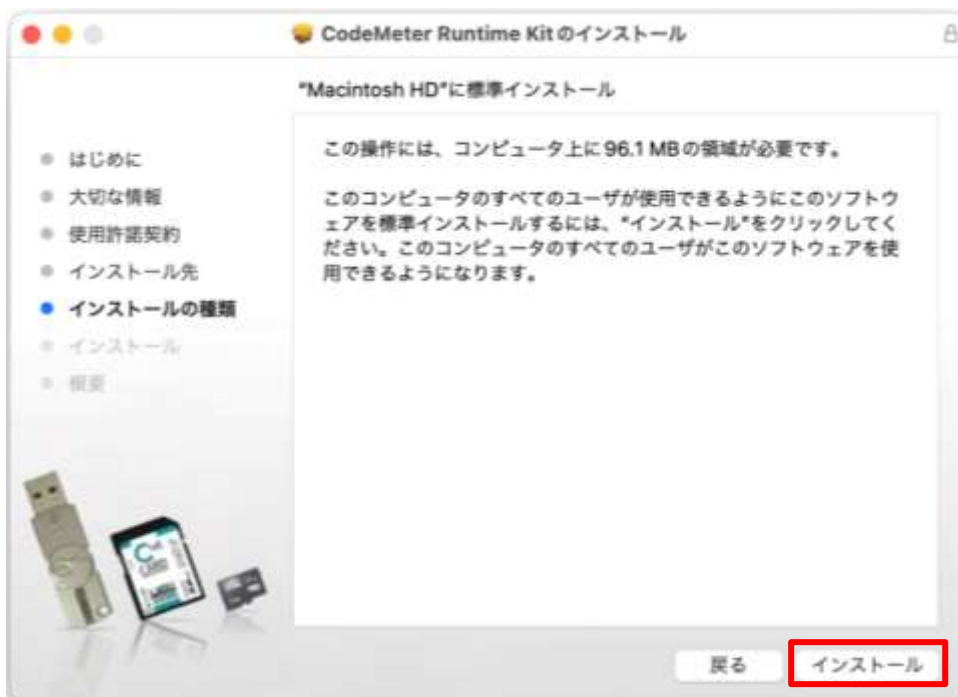 CodeMeter Runtime Kitのインストール
"Macintosh HD"に標準インストール
はじめに
大切な情報
使用許諾契約
インストール先
インストールの種類
インストール
概要
この操作には、コンピュータ上に96.1 MBの領域が必要です。
このコンピュータのすべてのユーザが使用できるようにこのソフトウ
ェアを標準インストールするには、"インストール"をクリックしてく
ださい。このコンピュータのすべてのユーザがこのソフトウェアを使
用できるようになります。
戻る
インストール